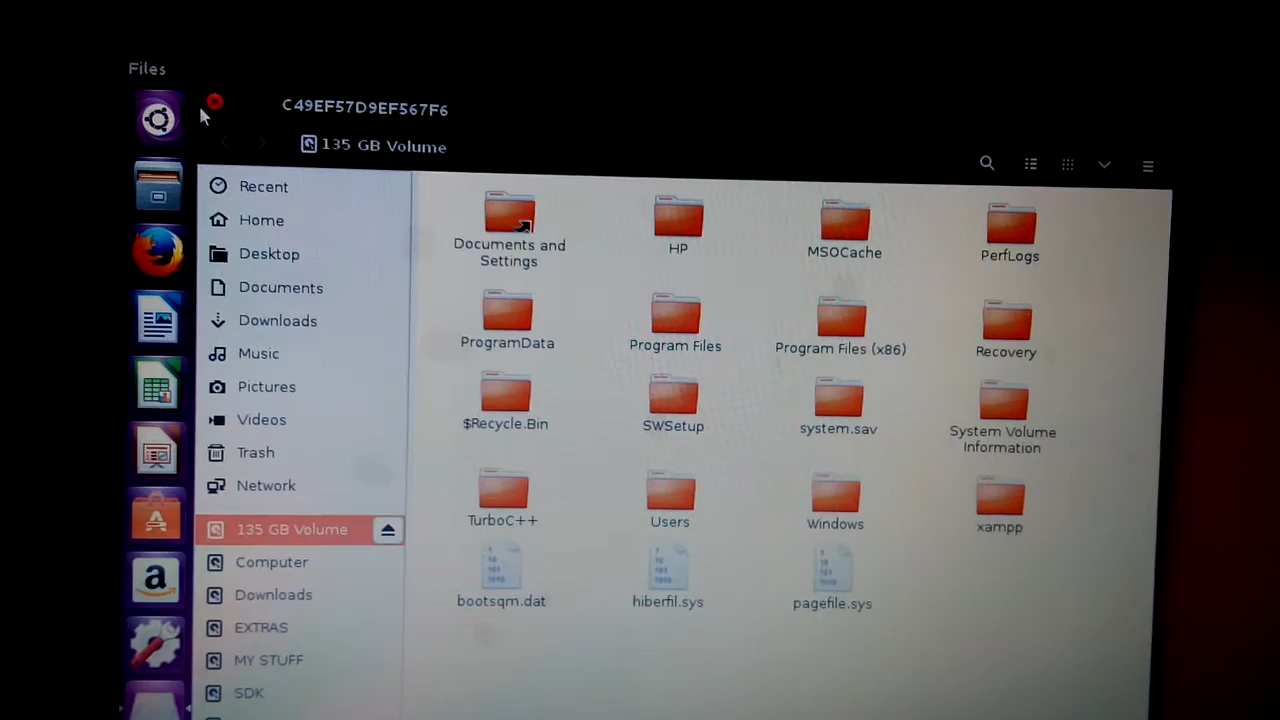 Files
C49EF57D9EF567F6
135 GB Volume
Recent
Home
Desktop
Documents
Downloads
Music
Pictures
Videos
Trash
Network
135 GB Volume
Computer
Downloads
EXTRAS
MY STUFF
SDK
Documents and
Settings
HP
MSOCache
PerfLogs
ProgramData
Program Files
Program Files (x86)
Recovery
$Recycle.Bin
SWSetup
system.sav
System Volume
Information
TurboC++
Users
Windows
xampp
bootsqm.dat
hiberfil.sys
pagefile.sys